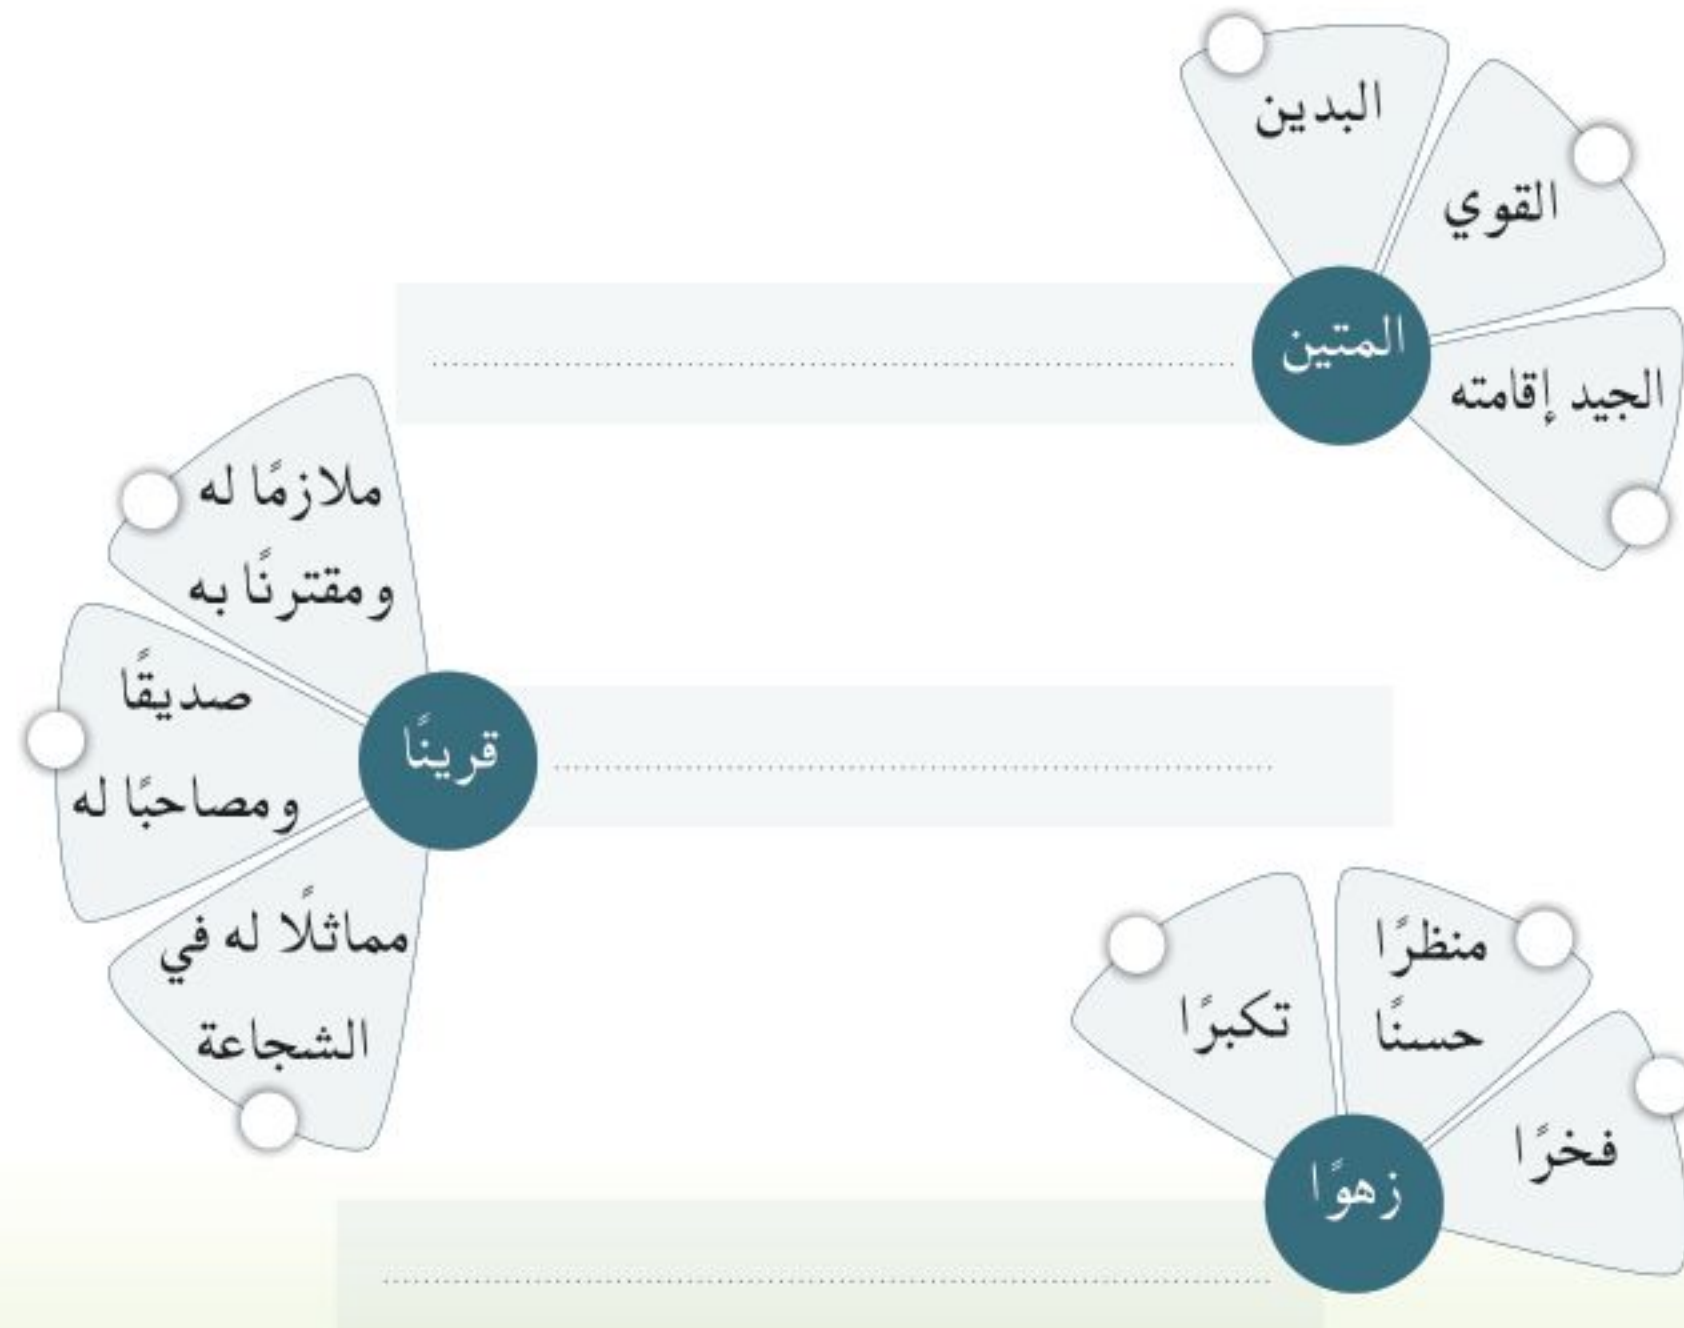 البدين
القوي
المتين
الجيد إقامته
ملازمًا له
ومقترنًا به
صديقًا
ومصاحبًا له
قرينًا
مماثلًا له في
الشجاعة
منظرًا
حسنًا
تكبرًا
فخرًا
زهوًا